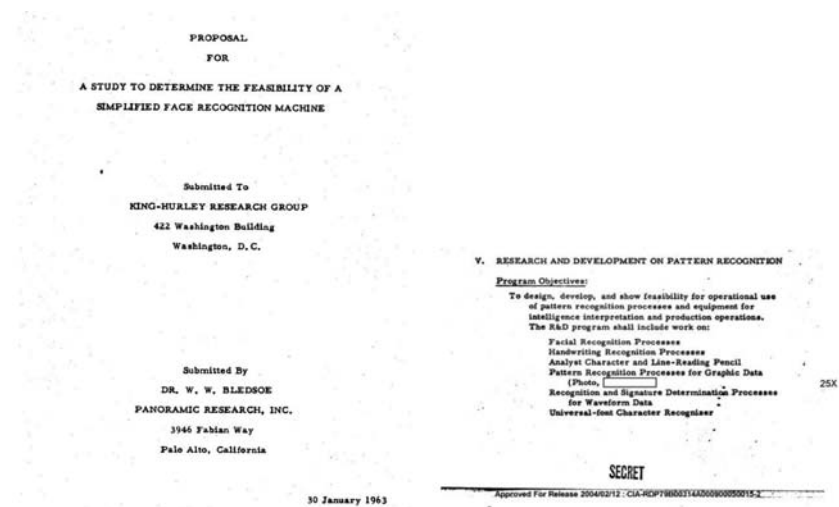 PROPOSAL
FOR
A STUDY TO DETERMINE THE FEASIBILITY OF A
SIMPLIFIED FACE RECOGNITION MACHINE
Submitted To
KING-HURLEY RESEARCH GROUP
422 Washington Building
Washington, D.C.
Submitted By
DR. W. W. BLEDSOE
PANORAMIC RESEARCH, INC.
3946 Fabian Way
Palo Alto, California
30 January 1963
V. RESEARCH AND DEVELOPMENT ON PATTERN RECOGNITION
Program Objectives:
To design, develop, and show feasibility for operational use
of pattern recognition processes and equipment for
intelligence interpretation and production operations.
The R&D program shall include work on:
Facial Recognition Processes
Handwriting Recognition Processes
Analyst Character and Line-Reading Pencil
Pattern Recognition Processes for Graphic Data
(Photo,
25X
Recognition and Signature Determination Processes
for Waveform Data
Universal-font Character Recognizer
SECRET
Approved For Release 2004/02/12 : CIA-RDP79B00314A000900050015-2